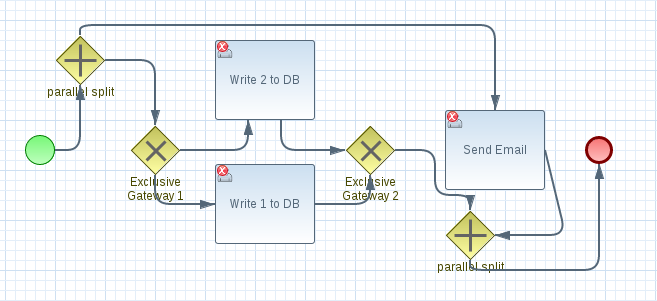 parallel split
Write 2 to DB
Exclusive
Gateway 1
Exclusive
Gateway 2
Send Email
Write 1 to DB
parallel split